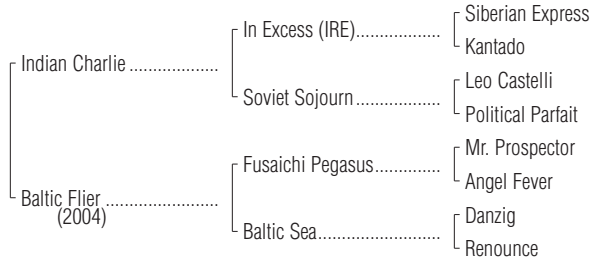 Siberian Express
In Excess (IRE)..................
Kantado
Indian Charlie ...................
Leo Castelli
Soviet Sojourn ..................
Political Parfait
Mr. Prospector
Fusaichi Pegasus..............
Angel Fever
Baltic Flier ........................
(2004)
Danzig
Baltic Sea..........................
Renounce